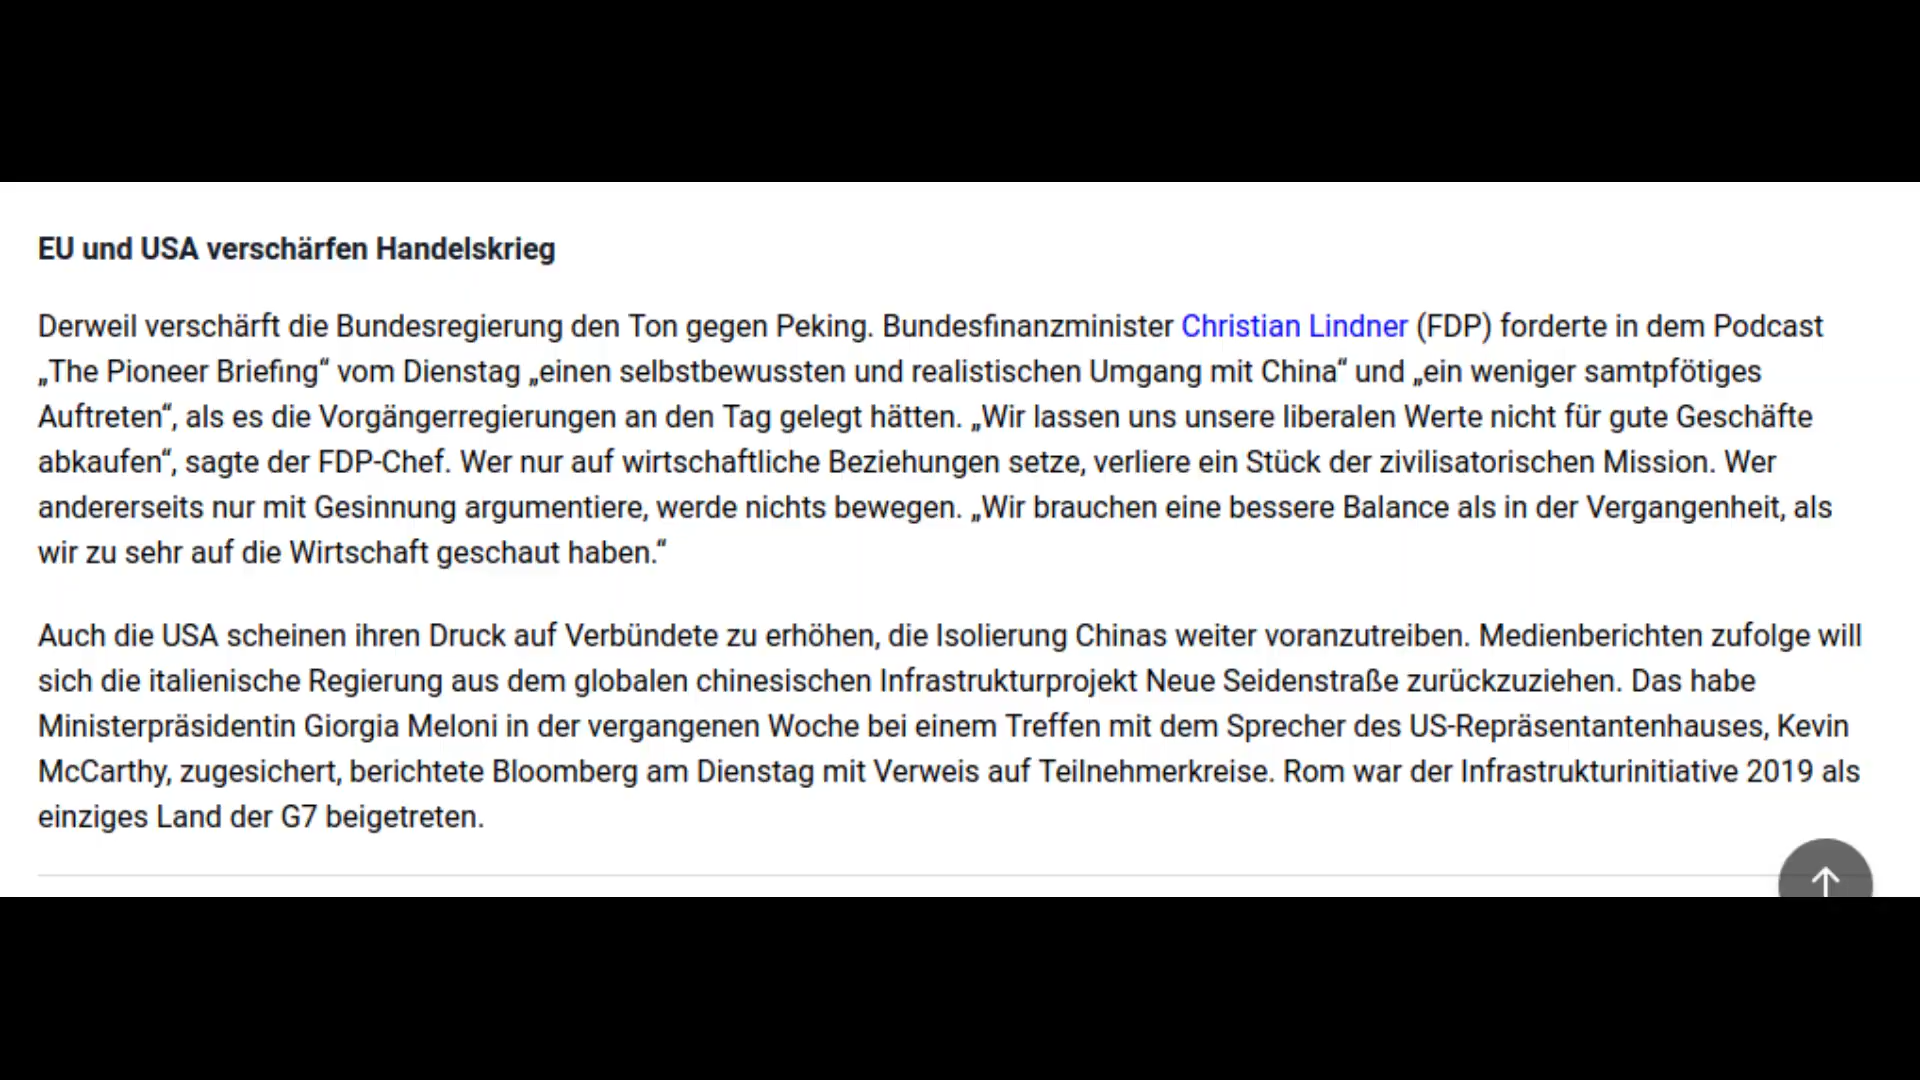 EU und USA verschärfen Handelskrieg
Derweil verschärft die Bundesregierung den Ton gegen Peking. Bundesfinanzminister Christian Lindner (FDP) forderte in dem Podcast
„The Pioneer Briefing“ vom Dienstag „einen selbstbewussten und realistischen Umgang mit China“ und „ein weniger samtpfötiges
Auftreten“, als es die Vorgängerregierungen an den Tag gelegt hätten. „Wir lassen uns unsere liberalen Werte nicht für gute Geschäfte
abkaufen“, sagte der FDP-Chef. Wer nur auf wirtschaftliche Beziehungen setze, verliere ein Stück der zivilisatorischen Mission. Wer
andererseits nur mit Gesinnung argumentiere, werde nichts bewegen. „Wir brauchen eine bessere Balance als in der Vergangenheit, als
wir zu sehr auf die Wirtschaft geschaut haben.“
Auch die USA scheinen ihren Druck auf Verbündete zu erhöhen, die Isolierung Chinas weiter voranzutreiben. Medienberichten zufolge will
sich die italienische Regierung aus dem globalen chinesischen Infrastrukturprojekt Neue Seidenstraße zurückzuziehen. Das habe
Ministerpräsidentin Giorgia Meloni in der vergangenen Woche bei einem Treffen mit dem Sprecher des US-Repräsentantenhauses, Kevin
McCarthy, zugesichert, berichtete Bloomberg am Dienstag mit Verweis auf Teilnehmerkreise. Rom war der Infrastrukturinitiative 2019 als
einziges Land der G7 beigetreten.